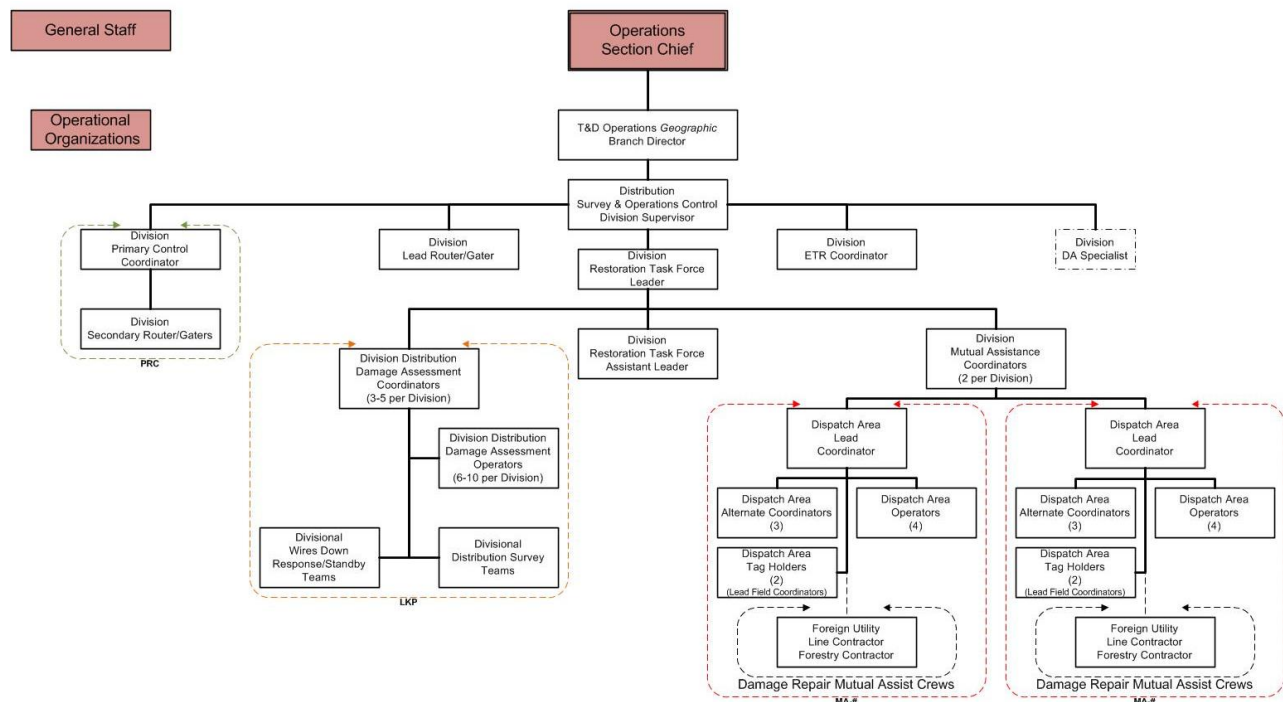 General Staff
Operations
Section Chief
Operational
Organizations
T&D Operations Geographic
Branch Director
Distribution
Survey & Operations Control
Division Supervisor
Division
Primary Control
Coordinator
Division
Lead Router/Gater
Division
Restoration Task Force
Leader
Division
ETR Coordinator
Division
DA Specialist
Division
Secondary Router/Gaters
PRC
Division Distribution
Damage Assessment
Coordinators
(3-5 per Division)
Division
Restoration Task Force
Assistant Leader
Division
Mutual Assistance
Coordinators
(2 per Division)
Division Distribution
Damage Assessment
Operators
(6-10 per Division)
Divisional
Wires Down
Response/Standby
Teams
Divisional
Distribution Survey
Teams
LKP
Dispatch Area
Lead
Coordinator
Dispatch Area
Alternate Coordinators
(3)
Dispatch Area
Operators
(4)
Dispatch Area
Tag Holders
(2)
(Lead Field Coordinators)
Foreign Utility
Line Contractor
Forestry Contractor
Damage Repair Mutual Assist Crews
MA-#
Dispatch Area
Lead
Coordinator
Dispatch Area
Alternate Coordinators
(3)
Dispatch Area
Operators
(4)
Dispatch Area
Tag Holders
(2)
(Lead Field Coordinators)
Foreign Utility
Line Contractor
Forestry Contractor
Damage Repair Mutual Assist Crews
MA-#